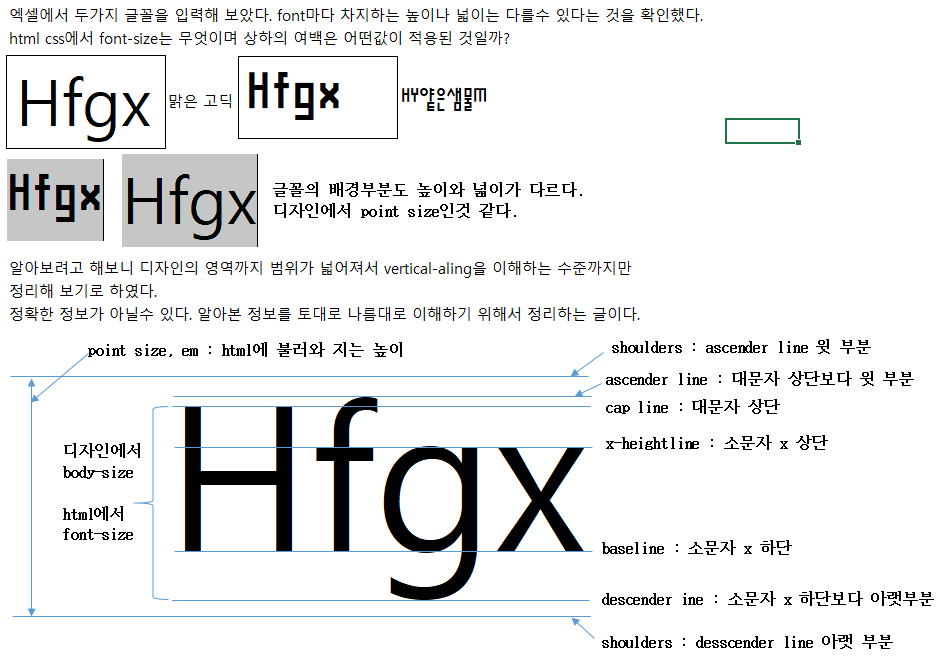 엑셀에서 두가지 글꼴을 입력해 보았다. font마다 차지하는 높이나 넓이는 다를수 있다는 것을 확인했다.
html css에서 font-size는 무엇이며 상하의 여백은 어떤값이 적용된 것일까?
Hfgx 맑은 고딕 Hfgx HY얕은샘물M
Hfgx Hfgx
글꼴의 배경부분도 높이와 넓이가 다르다.
디자인에서 point size인것 같다.
알아보려고 해보니 디자인의 영역까지 범위가 넓어져서 vertical-aling을 이해하는 수준까지만
정리해 보기로 하였다.
정확한 정보가 아닐수 있다. 알아본 정보를 토대로 나름대로 이해하기 위해서 정리하는 글이다.
point size, em : html에 불러와 지는 높이
shoulders : ascender line 윗 부분
ascender line : 대문자 상단보다 윗 부분
cap line : 대문자 상단
x-heightline : 소문자 x 상단
디자인에서
body-size
html에서
font-size
Hfgx
baseline : 소문자 x 하단
descender ine : 소문자 x 하단보다 아랫부분
shoulders : desscender line 아랫 부분